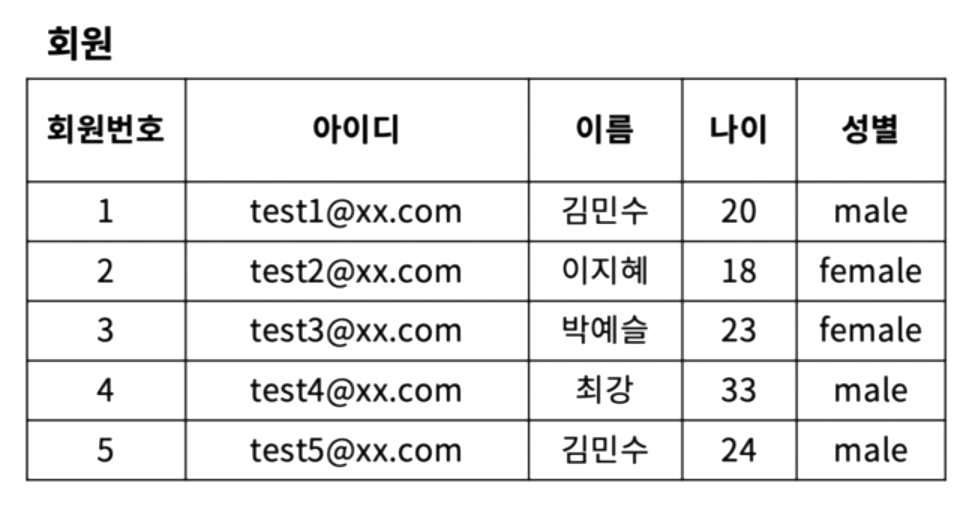 회원
회원번호 아이디 이름 나이 성별
1 test1@xx.com 김민수 20 male
2 test2@xx.com 이지혜 18 female
3 test3@xx.com 박예슬 23 female
4 test4@xx.com 최강 33 male
5 test5@xx.com 김민수 24 male